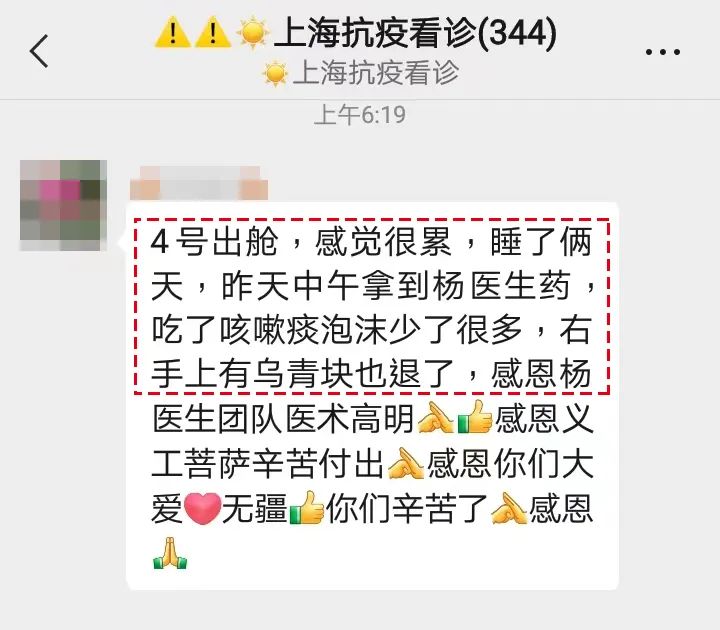 ⚠️⚠️☀️上海抗疫看诊(344)
☀️上海抗疫看诊
上午6:19
4号出舱，感觉很累，睡了俩
天，昨天中午拿到杨医生药，
吃了咳嗽痰泡沫少了很多，右
手上有乌青块也退了，感恩杨
医生团队医术高明👍感恩义
工菩萨辛苦付出感恩你们大
爱❤️无疆👍你们辛苦了感恩
🙏